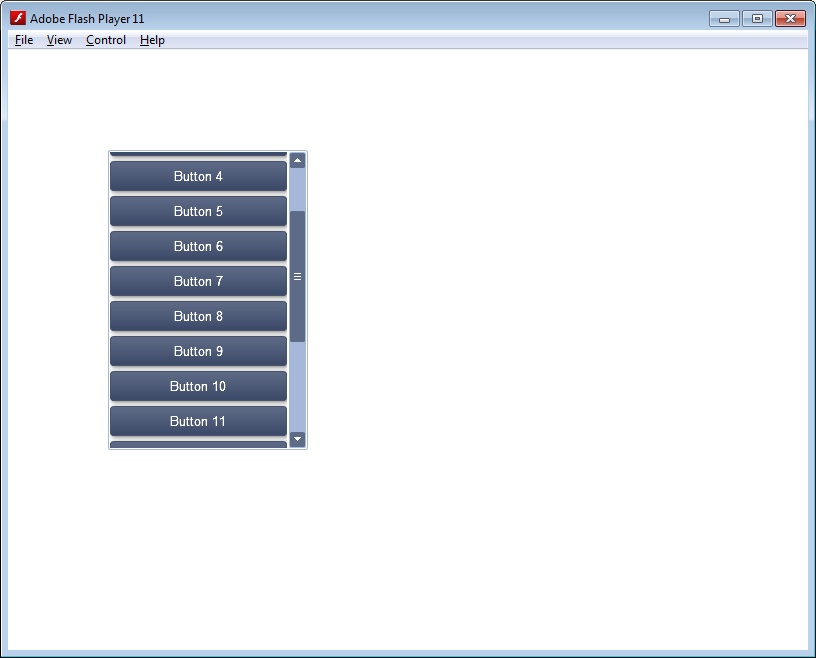 Adobe Flash Player 11
File View Control Help
Button 4
Button 5
Button 6
Button 7
Button 8
Button 9
Button 10
Button 11